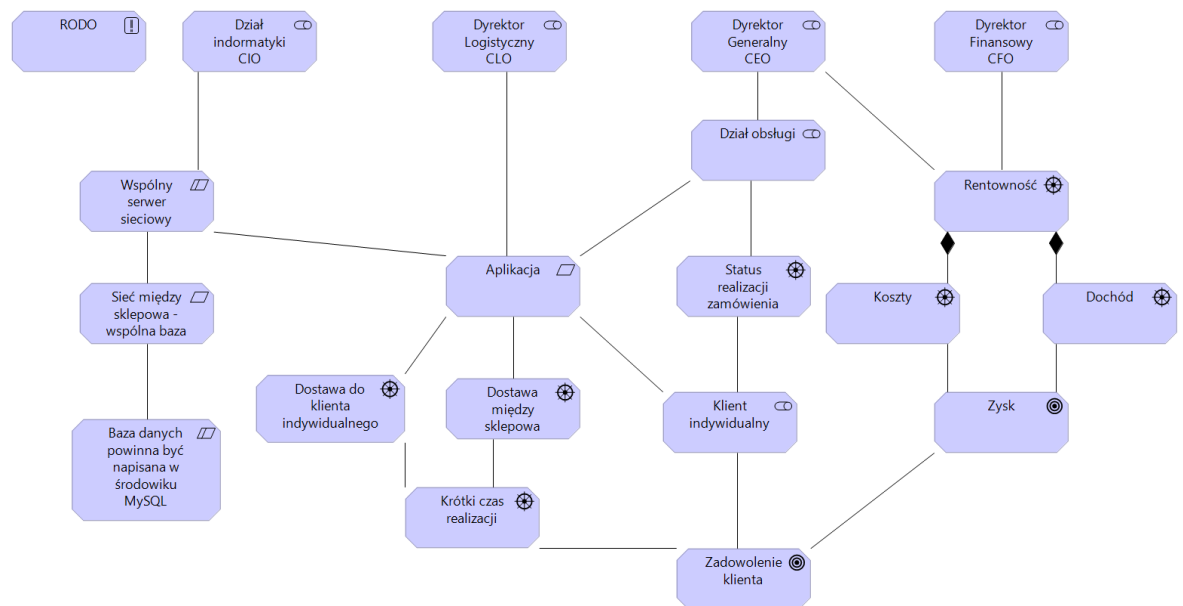 RODO
Dział
indormatyki
CIO
Dyrektor
Logistyczny
CLO
Dyrektor
Generalny
CEO
Dyrektor
Finansowy
CFO
Dział obsługi
Wspólny
serwer
sieciowy
Rentowność
Aplikacja
Status
realizacji
zamówienia
Sieć między
sklepowa -
wspólna baza
Koszty
Dochód
Dostawa do
klienta
indywidualnego
Dostawa
między
sklepowa
Klient
indywidualny
Zysk
Baza danych
powinna być
napisana w
środowiku
MySQL
Krótki czas
realizacji
Zadowolenie
klienta